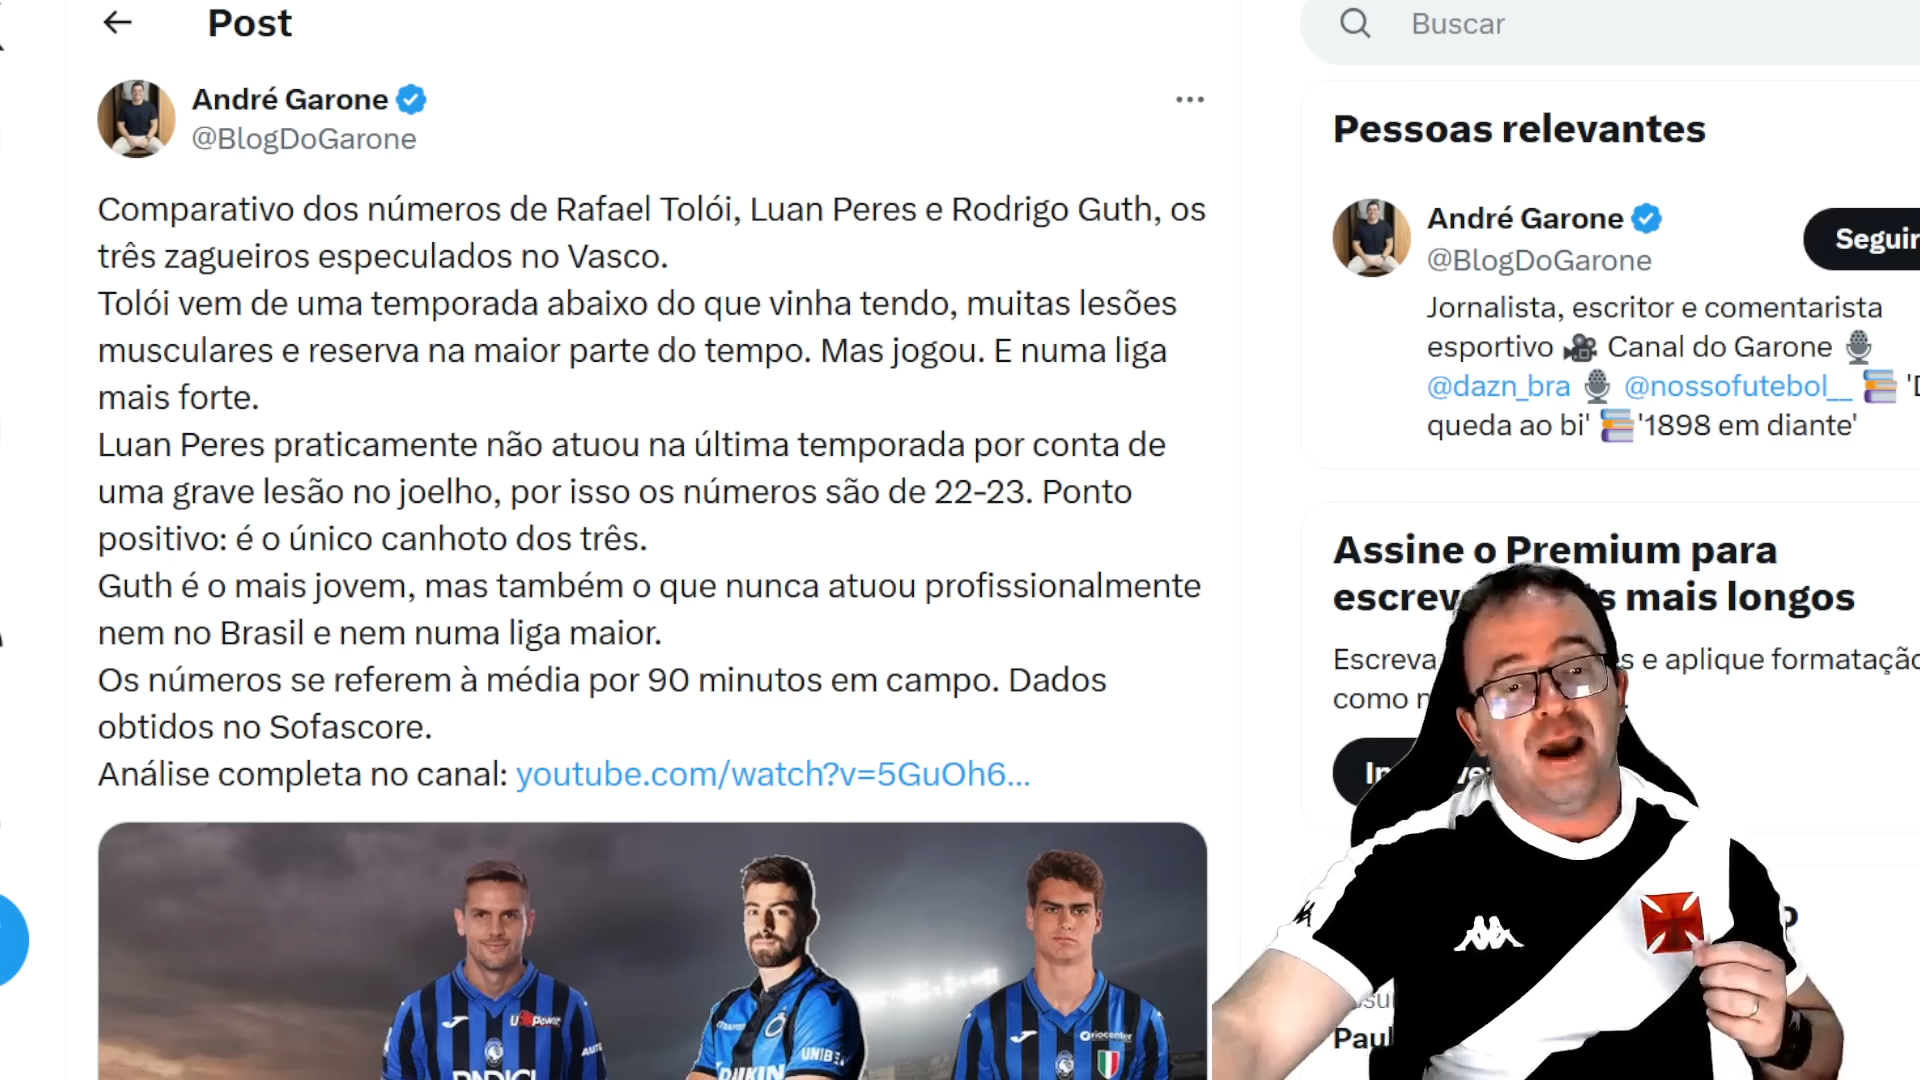 Post
Buscar
André Garone
@BlogDoGarone
Comparativo dos números de Rafael Tolói, Luan Peres e Rodrigo Guth, os
três zagueiros especulados no Vasco.
Tolói vem de uma temporada abaixo do que vinha tendo, muitas lesões
musculares e reserva na maior parte do tempo. Mas jogou. E numa liga
mais forte.
Luan Peres praticamente não atuou na última temporada por conta de
uma grave lesão no joelho, por isso os números são de 22-23. Ponto
positivo: é o único canhoto dos três.
Guth é o mais jovem, mas também o que nunca atuou profissionalmente
nem no Brasil e nem numa liga maior.
Os números se referem à média por 90 minutos em campo. Dados
obtidos no Sofascore.
Análise completa no canal: youtube.com/watch?v=5GuOh6...
Pessoas relevantes
André Garone
@BlogDoGarone
Seguir
Jornalista, escritor e comentarista
esportivo 🎥 Canal do Garone 🎙
@dazn_bra 🎙 @nossofutebol__ 📚
queda ao bi' 📚'1898 em diante'
Assine o Premium para
mais longos
Escreva e aplique formatação
como
UNIBE